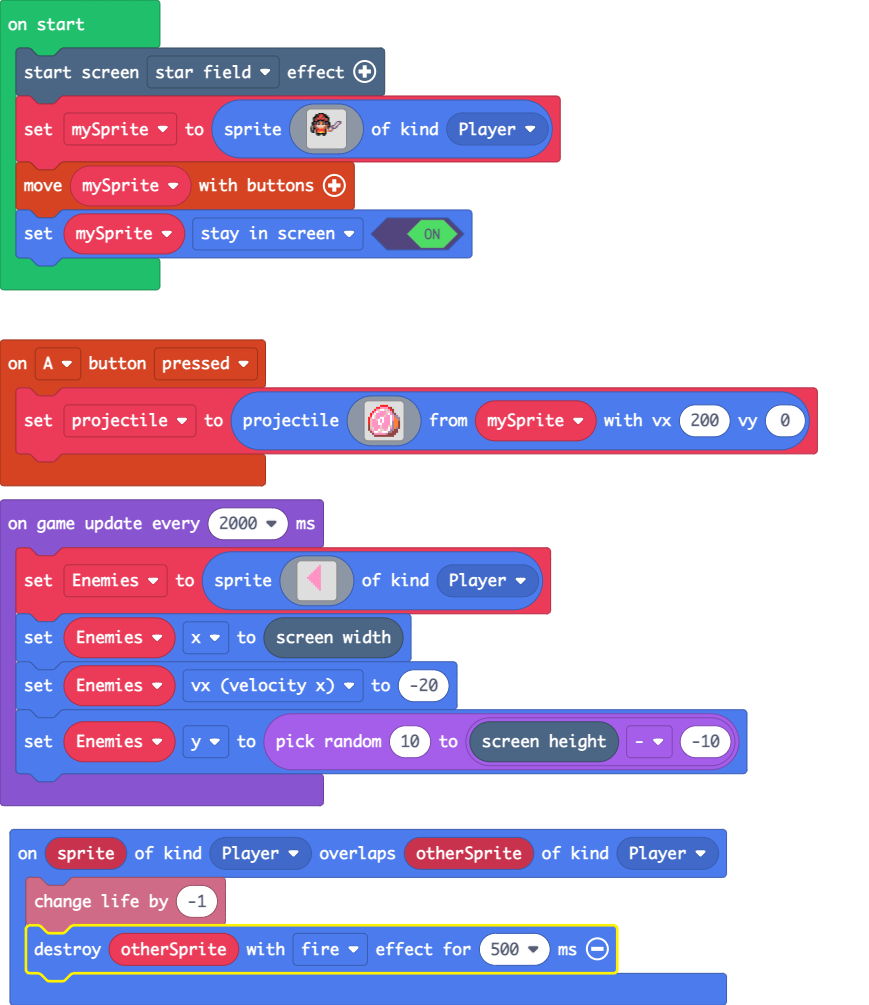 on start
start screen star field effect
set mySprite to sprite of kind Player
move mySprite with buttons
set mySprite stay in screen ON
on A button pressed
set projectile to projectile from mySprite with vx 200 vy 0
on game update every 2000 ms
set Enemies to sprite of kind Player
set Enemies x to screen width
set Enemies vx (velocity x) to -20
set Enemies y to pick random 10 to screen height - -10
on sprite of kind Player overlaps otherSprite of kind Player
change life by -1
destroy otherSprite with fire effect for 500 ms